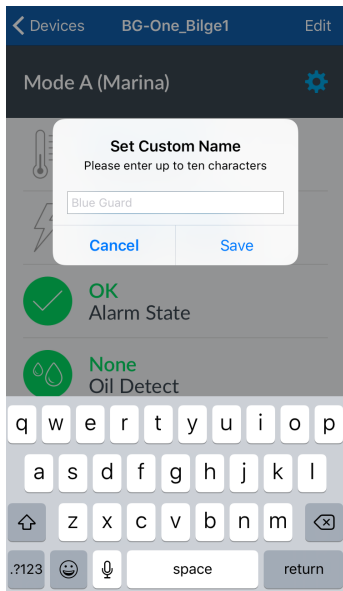 Devices BG-One_Bilge1 Edit
Mode A (Marina)
Set Custom Name
Please enter up to ten characters
Blue Guard
Cancel Save
OK
Alarm State
None
Oil Detect
q w e r t y u i o p
a s d f g h j k l
z x c v b n m
.?123 space return